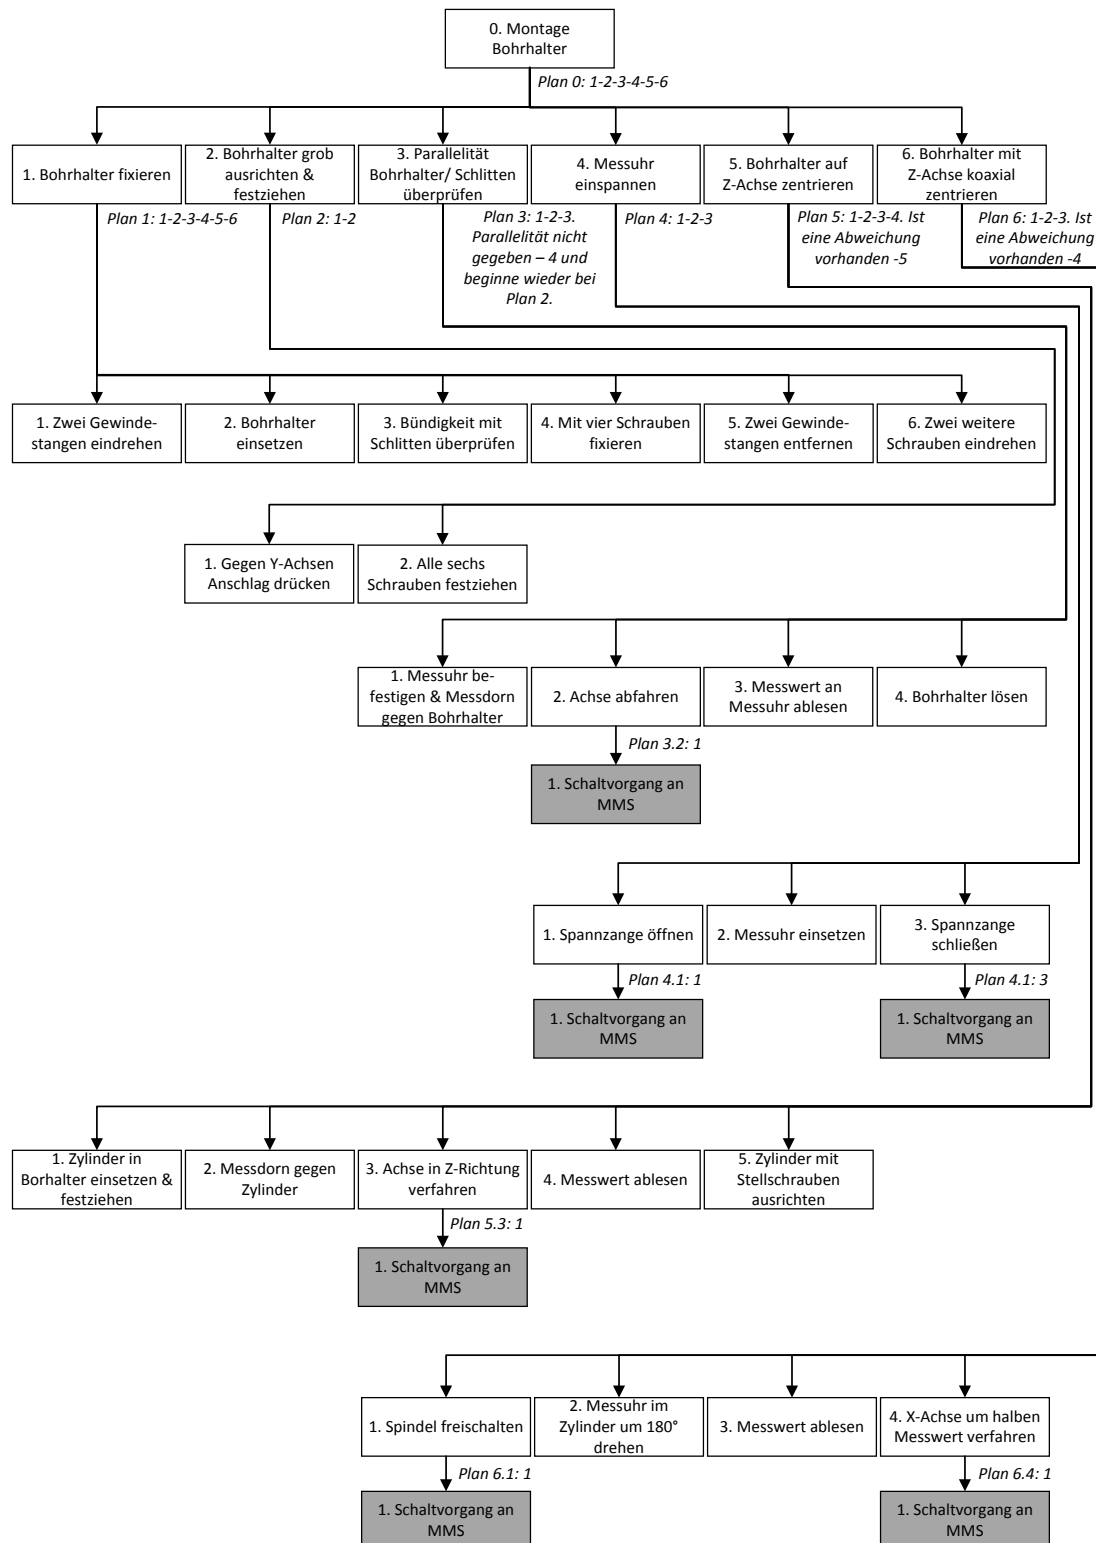 0. Montage
Bohrhalter
Plan 0: 1-2-3-4-5-6
1. Bohrhalter fixieren
2. Bohrhalter grob
ausrichten &
festziehen
3. Parallelität
Bohrhalter/ Schlitten
überprüfen
4. Messuhr
einspannen
5. Bohrhalter auf
Z-Achse zentrieren
6. Bohrhalter mit
Z-Achse koaxial
zentrieren
Plan 1: 1-2-3-4-5-6
Plan 2: 1-2
Plan 3: 1-2-3.
Parallelität nicht
gegeben – 4 und
beginne wieder bei
Plan 2.
Plan 4: 1-2-3
Plan 5: 1-2-3-4. Ist
eine Abweichung
vorhanden -5
Plan 6: 1-2-3. Ist
eine Abweichung
vorhanden -4
1. Zwei Gewinde-
stangen eindrehen
2. Bohrhalter
einsetzen
3. Bündigkeit mit
Schlitten überprüfen
4. Mit vier Schrauben
fixieren
5. Zwei Gewinde-
stangen entfernen
6. Zwei weitere
Schrauben eindrehen
1. Gegen Y-Achsen
Anschlag drücken
2. Alle sechs
Schrauben festziehen
1. Messuhr be-
festigen & Messdorn
gegen Bohrhalter
2. Achse abfahren
3. Messwert an
Messuhr ablesen
4. Bohrhalter lösen
Plan 3.2: 1
1. Schaltvorgang an
MMS
1. Spannzange öffnen
2. Messuhr einsetzen
3. Spannzange
schließen
Plan 4.1: 1
Plan 4.1: 3
1. Schaltvorgang an
MMS
1. Schaltvorgang an
MMS
1. Zylinder in
Borhalter einsetzen &
festziehen
2. Messdorn gegen
Zylinder
3. Achse in Z-Richtung
verfahren
4. Messwert ablesen
5. Zylinder mit
Stellschrauben
ausrichten
Plan 5.3: 1
1. Schaltvorgang an
MMS
1. Spindel freischalten
2. Messuhr im
Zylinder um 180°
drehen
3. Messwert ablesen
4. X-Achse um halben
Messwert verfahren
Plan 6.1: 1
Plan 6.4: 1
1. Schaltvorgang an
MMS
1. Schaltvorgang an
MMS